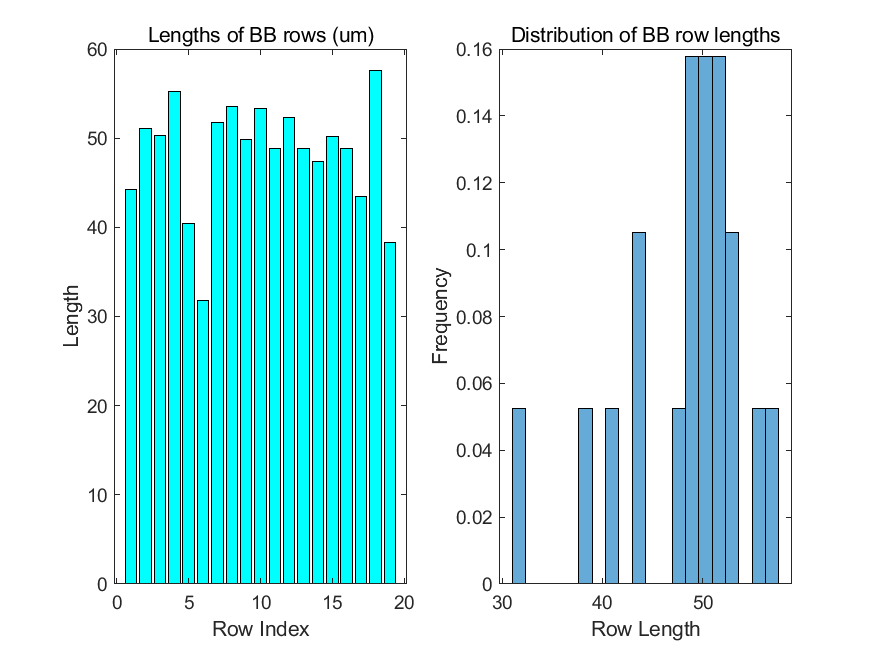 Lengths of BB rows (um)
60
50
40
30
20
10
0
Length
0 5 10 15 20
Row Index
Distribution of BB row lengths
0.16
0.14
0.12
0.1
0.08
0.06
0.04
0.02
0
Frequency
30 40 50
Row Length